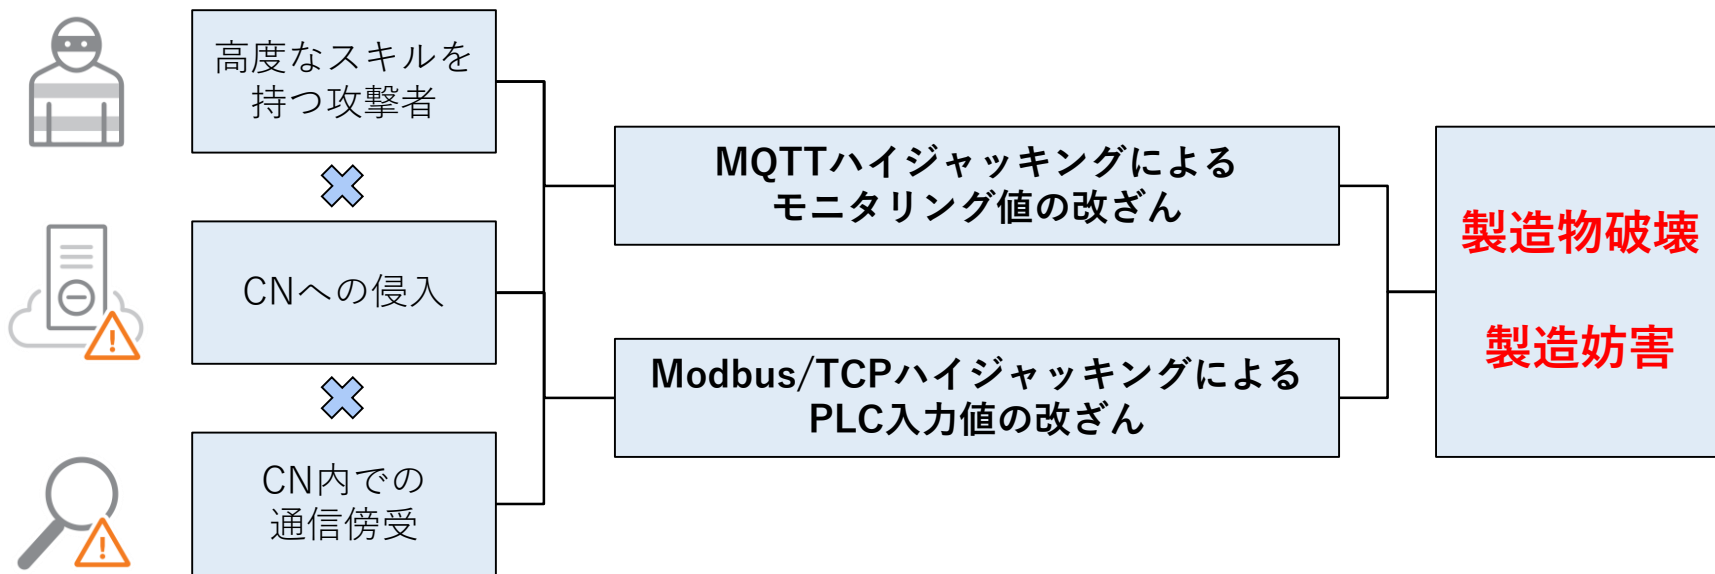 高度なスキルを
持つ攻撃者
CNへの侵入
CN内での
通信傍受
MQTTハイジャッキングによる
モニタリング値の改ざん
Modbus/TCPハイジャッキングによる
PLC入力値の改ざん
製造物破壊
製造妨害